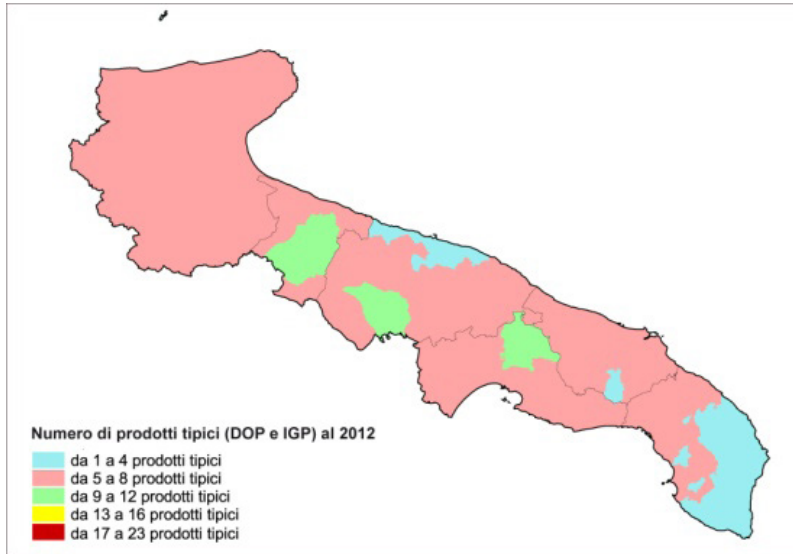 Numero di prodotti tipici (DOP e IGP) al 2012
da 1 a 4 prodotti tipici
da 5 a 8 prodotti tipici
da 9 a 12 prodotti tipici
da 13 a 16 prodotti tipici
da 17 a 23 prodotti tipici